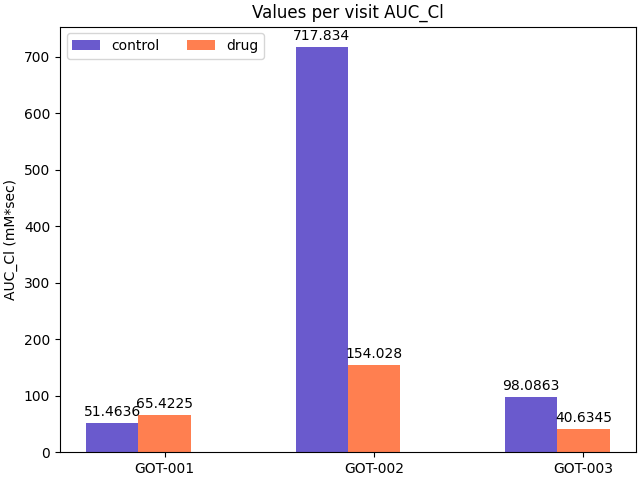 Values per visit AUC_Cl
control
drug
AUC_Cl (mM*sec)
700
600
500
400
300
200
100
0
51.4636
65.4225
717.834
154.028
98.0863
40.6345
GOT-001
GOT-002
GOT-003